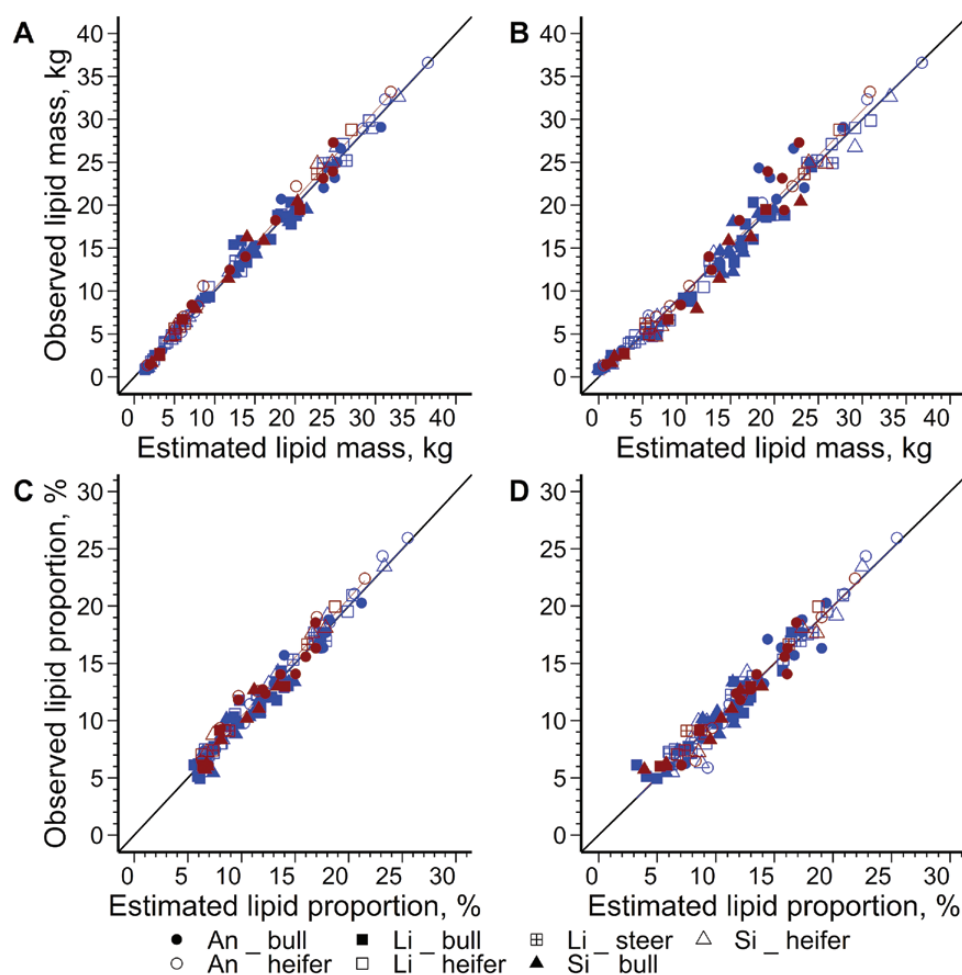 A
B
40
35
30
25
20
15
10
5
0
40
35
30
25
20
15
10
5
0
Observed lipid mass, kg
0 5 10 15 20 25 30 35 40
0 5 10 15 20 25 30 35 40
Estimated lipid mass, kg
Estimated lipid mass, kg
C
D
30
25
20
15
10
5
0
30
25
20
15
10
5
0
Observed lipid proportion, %
5 10 15 20 25 30
0 5 10 15 20 25 30
Estimated lipid proportion, %
Estimated lipid proportion, %
An _ bull
Li _ bull
Li _ steer
Si _ heifer
An _ heifer
Li _ heifer
Si _ bull